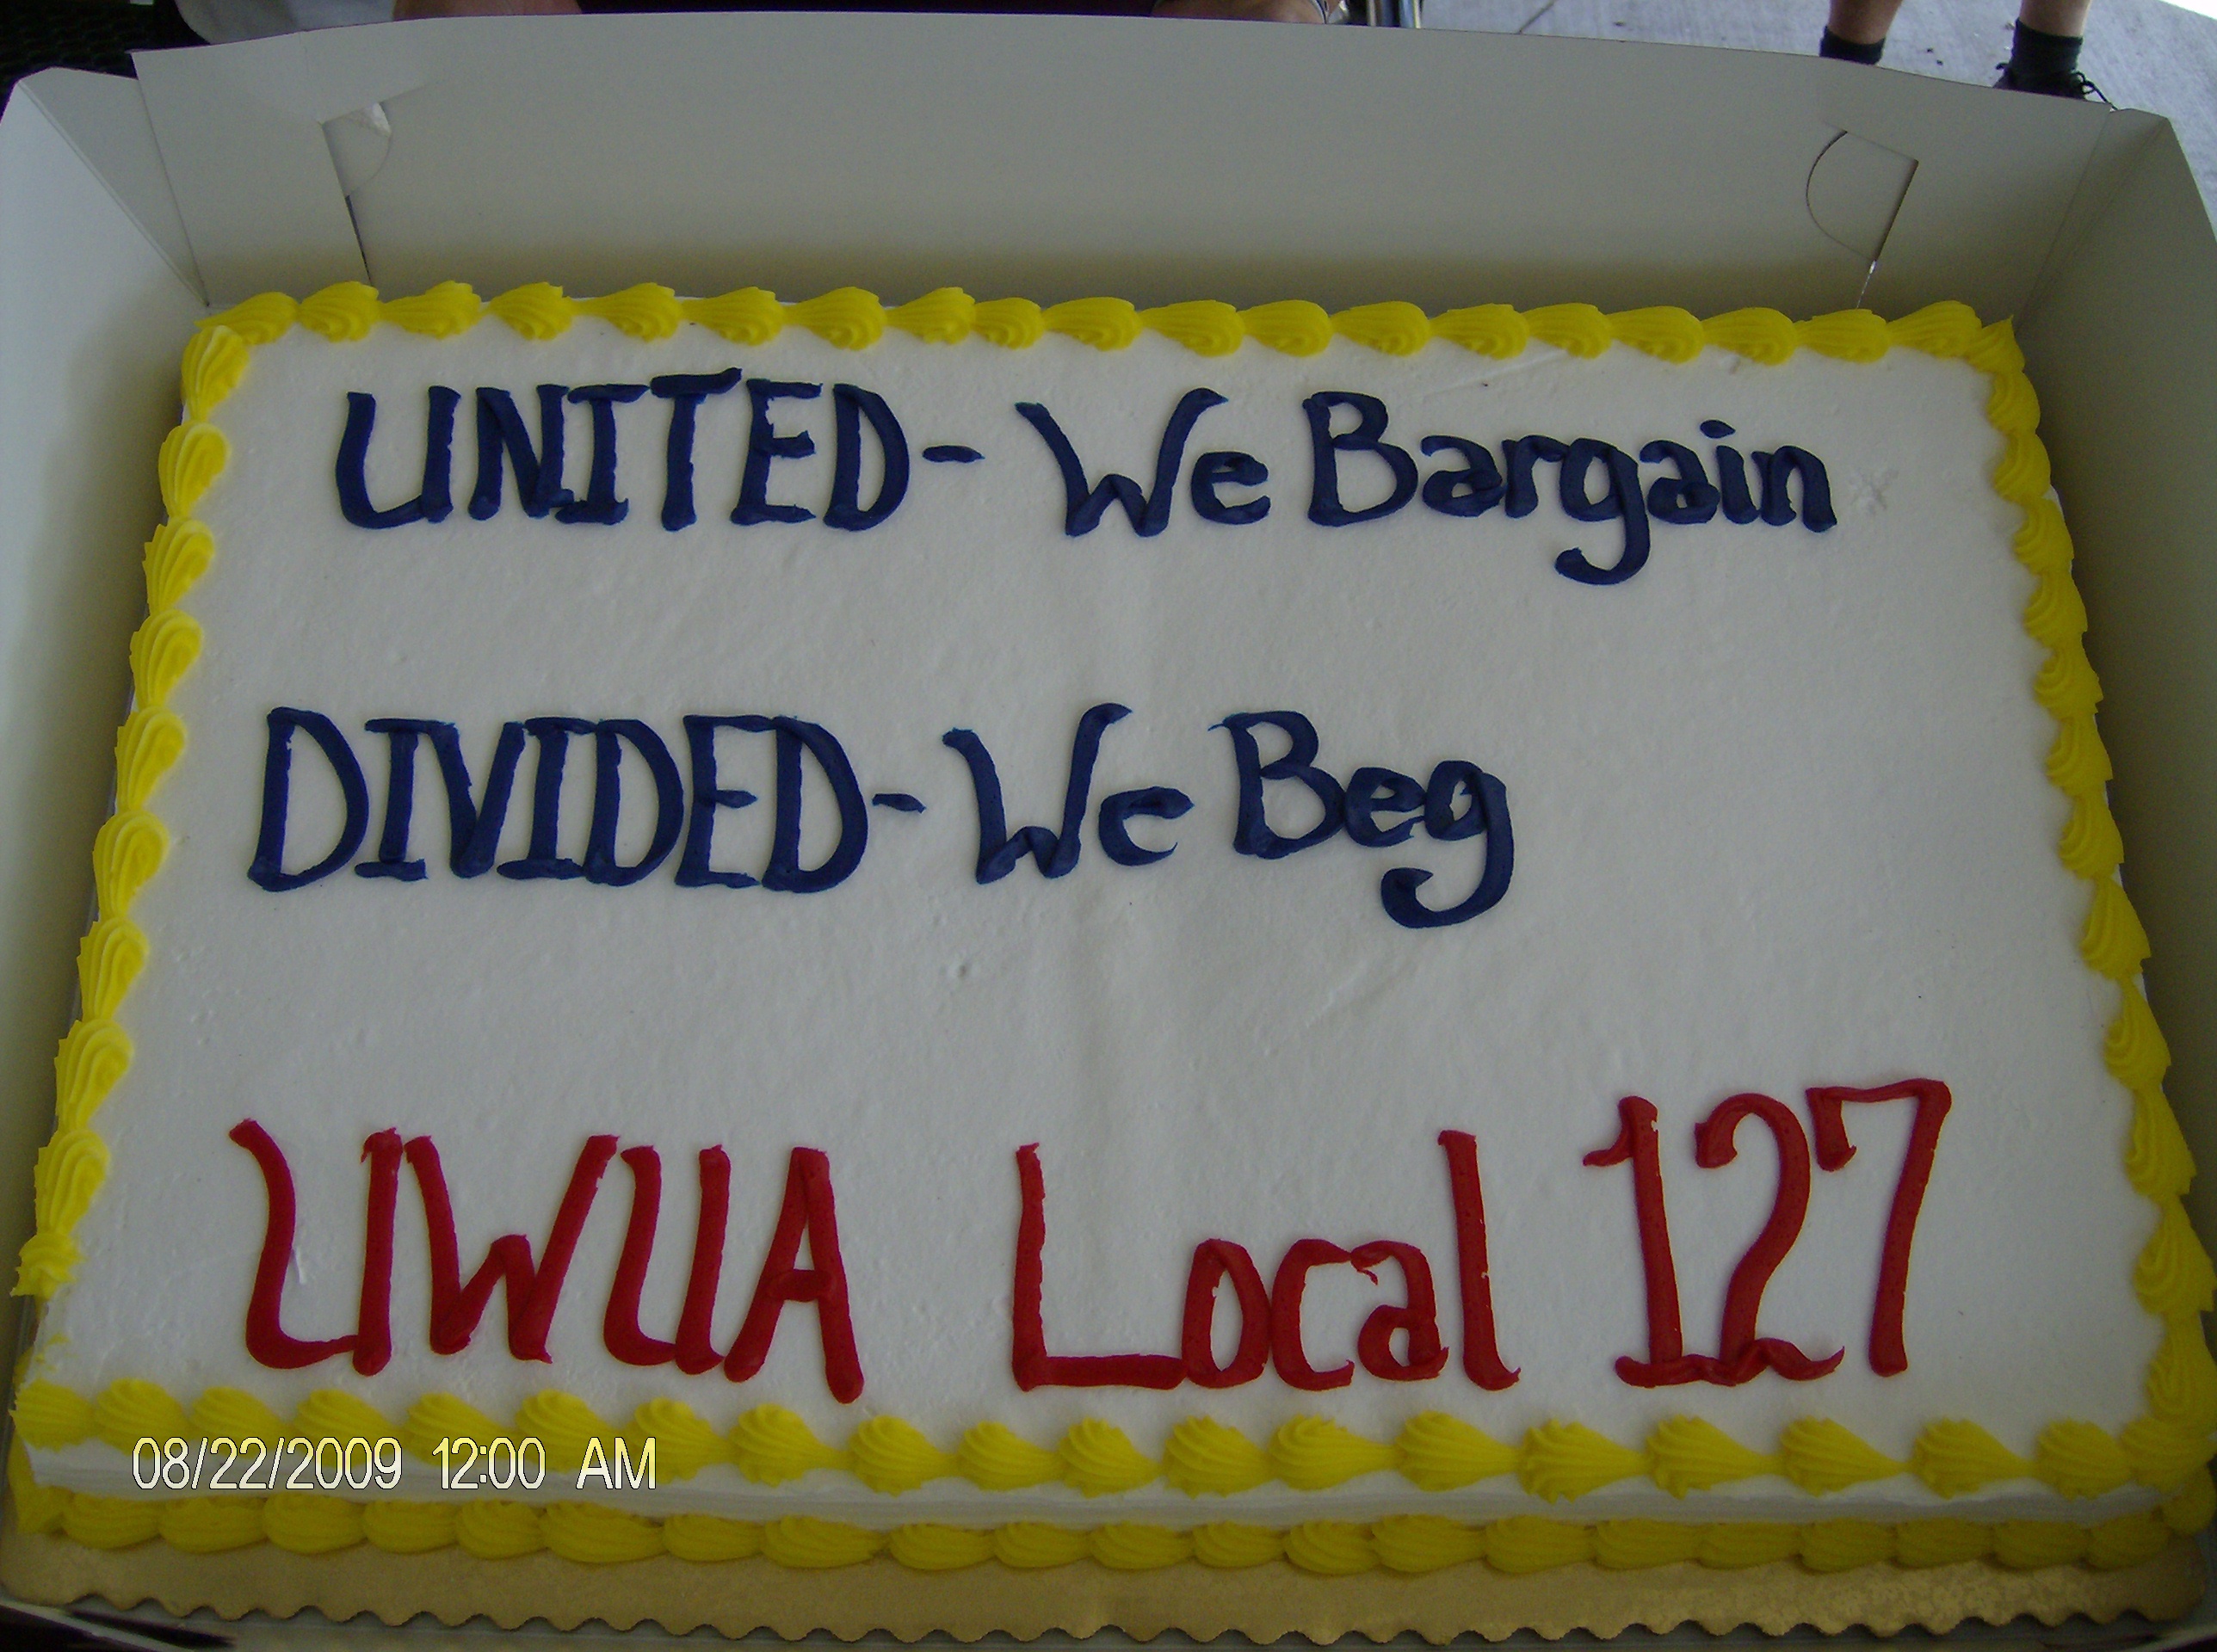 UNITED- We Bargain
DIVIDED- We Beg
UWUA Local 127
08/22/2009 12:00 AM